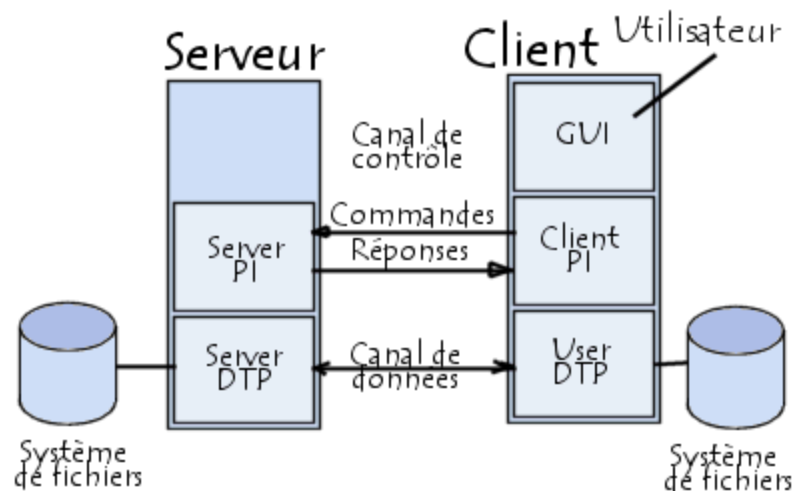 Serveur
Client
Utilisateur
GUI
Canal de
contrôle
Commandes
Réponses
Server
PI
Client
PI
Server
DTP
Canal de
données
User
DTP
Système
de fichiers
Système
de fichiers